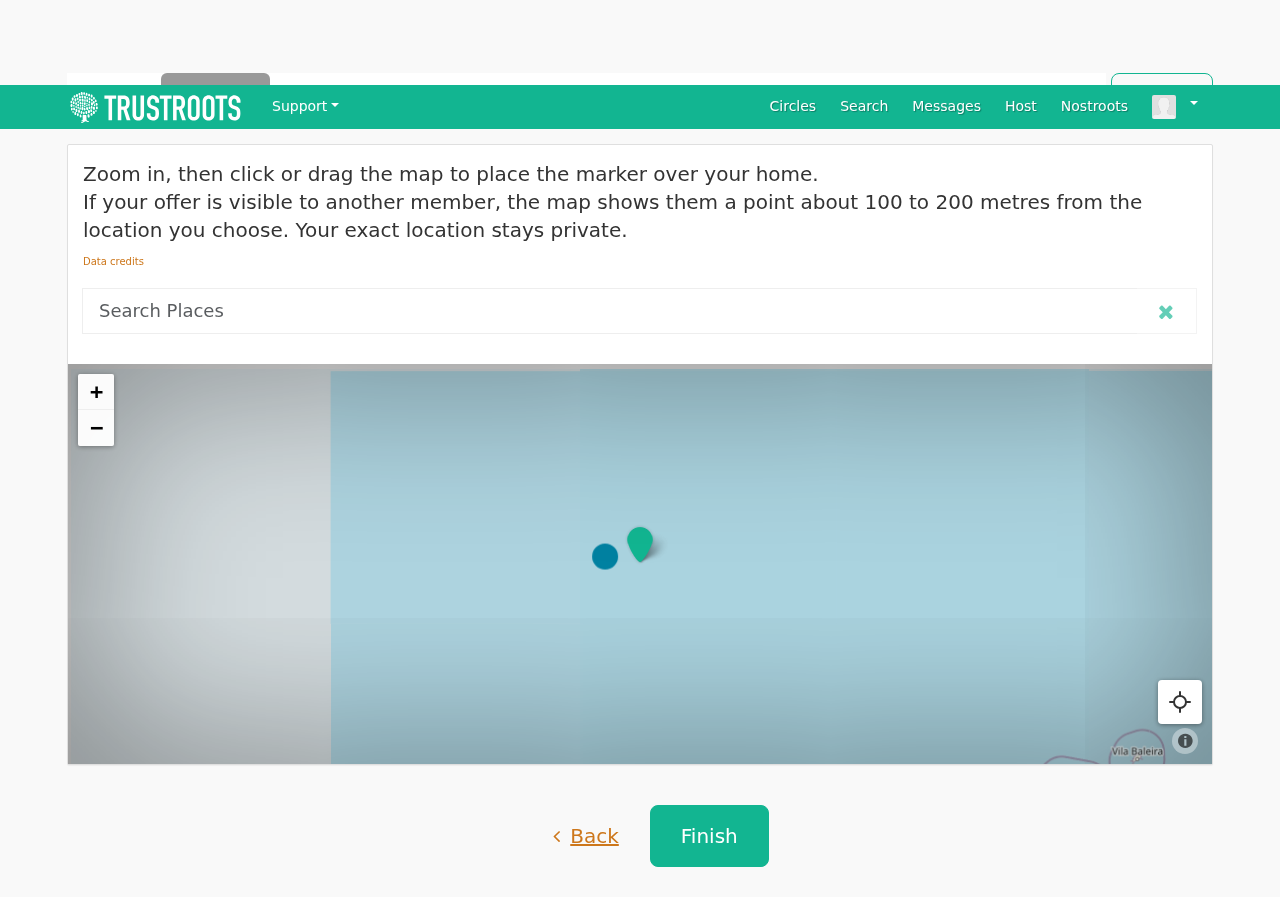 TRUSTROOTS
Support
Circles
Search
Messages
Host
Nostroots
Zoom in, then click or drag the map to place the marker over your home.
If your offer is visible to another member, the map shows them a point about 100 to 200 metres from the
location you choose. Your exact location stays private.
Data credits
Search Places
+
−
Vila Baleira
Back
Finish